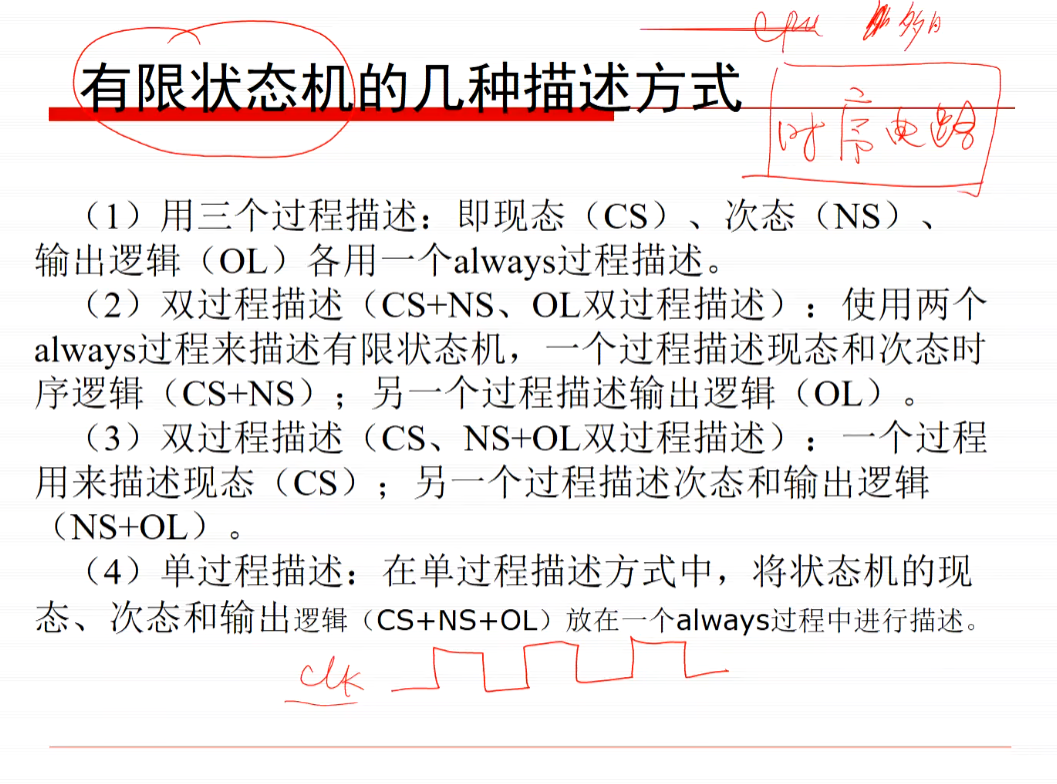 cpu
有限状态机的几种描述方式
时序电路
（1）用三个过程描述：即现态（CS）、次态（NS）、
输出逻辑（OL）各用一个always过程描述。
（2）双过程描述（CS+NS、OL双过程描述）：使用两个
always过程来描述有限状态机，一个过程描述现态和次态时
序逻辑（CS+NS）；另一个过程描述输出逻辑（OL）。
（3）双过程描述（CS、NS+OL双过程描述）：一个过程
用来描述现态（CS）；另一个过程描述次态和输出逻辑
（NS+OL）。
（4）单过程描述：在单过程描述方式中，将状态机的现
态、次态和输出逻辑（CS+NS+OL）放在一个always过程中进行描述。
clk